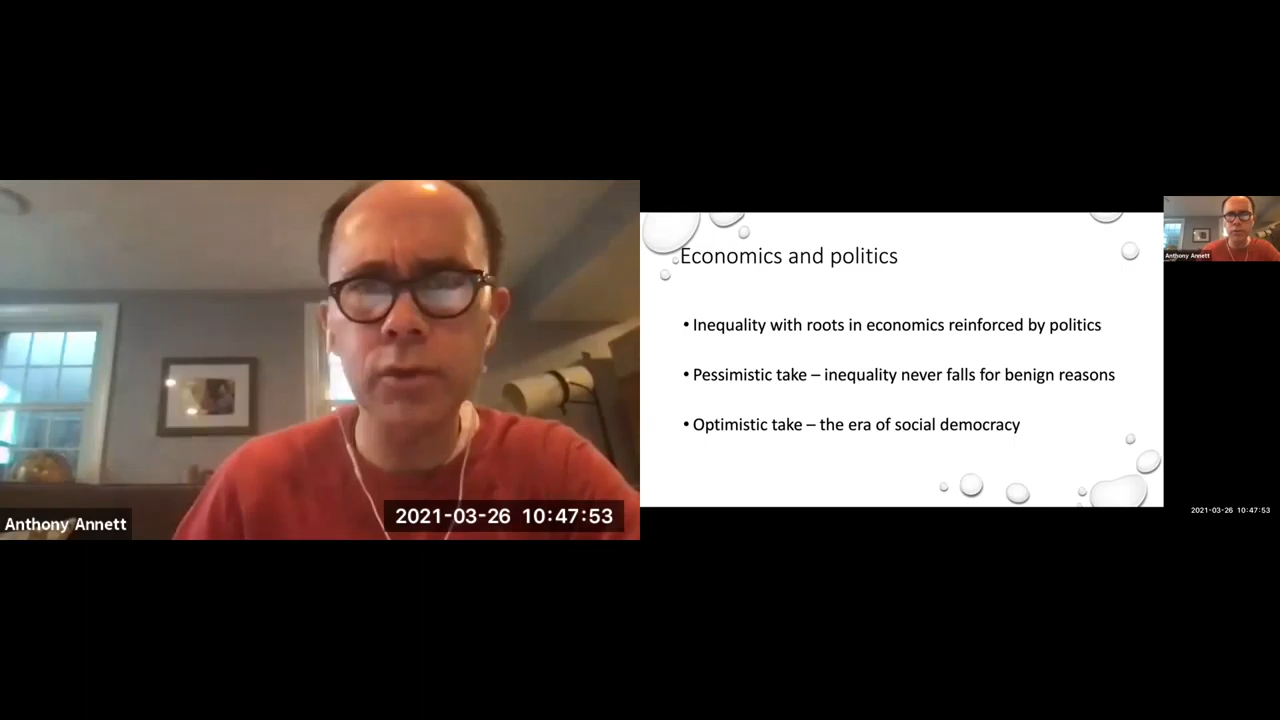 Anthony Annett
2021-03-26 10:47:53
Economics and politics
• Inequality with roots in economics reinforced by politics
• Pessimistic take – inequality never falls for benign reasons
• Optimistic take – the era of social democracy
Anthony Annett
2021-03-26 10:47:53